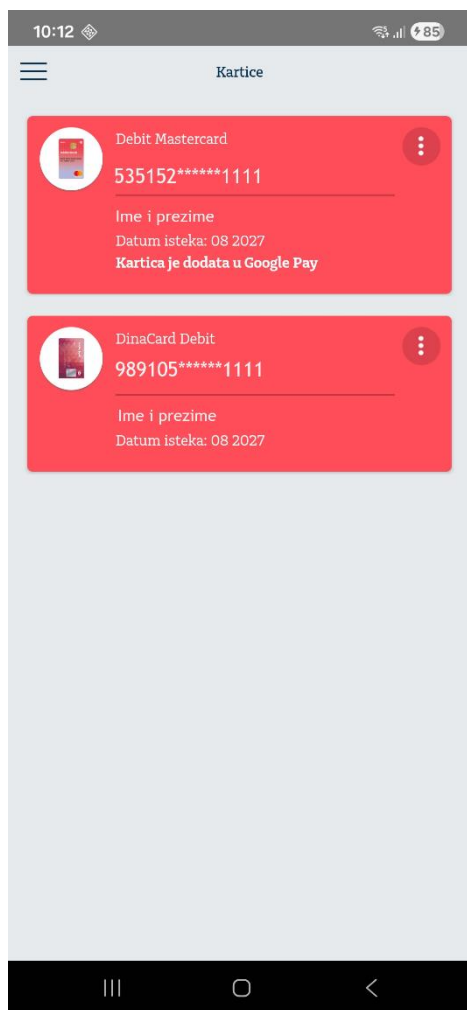 10:12
85
Kartice
Debit Mastercard
535152******1111
Ime i prezime
Datum isteka: 08 2027
Kartica je dodata u Google Pay
DinaCard Debit
989105******1111
Ime i prezime
Datum isteka: 08 2027